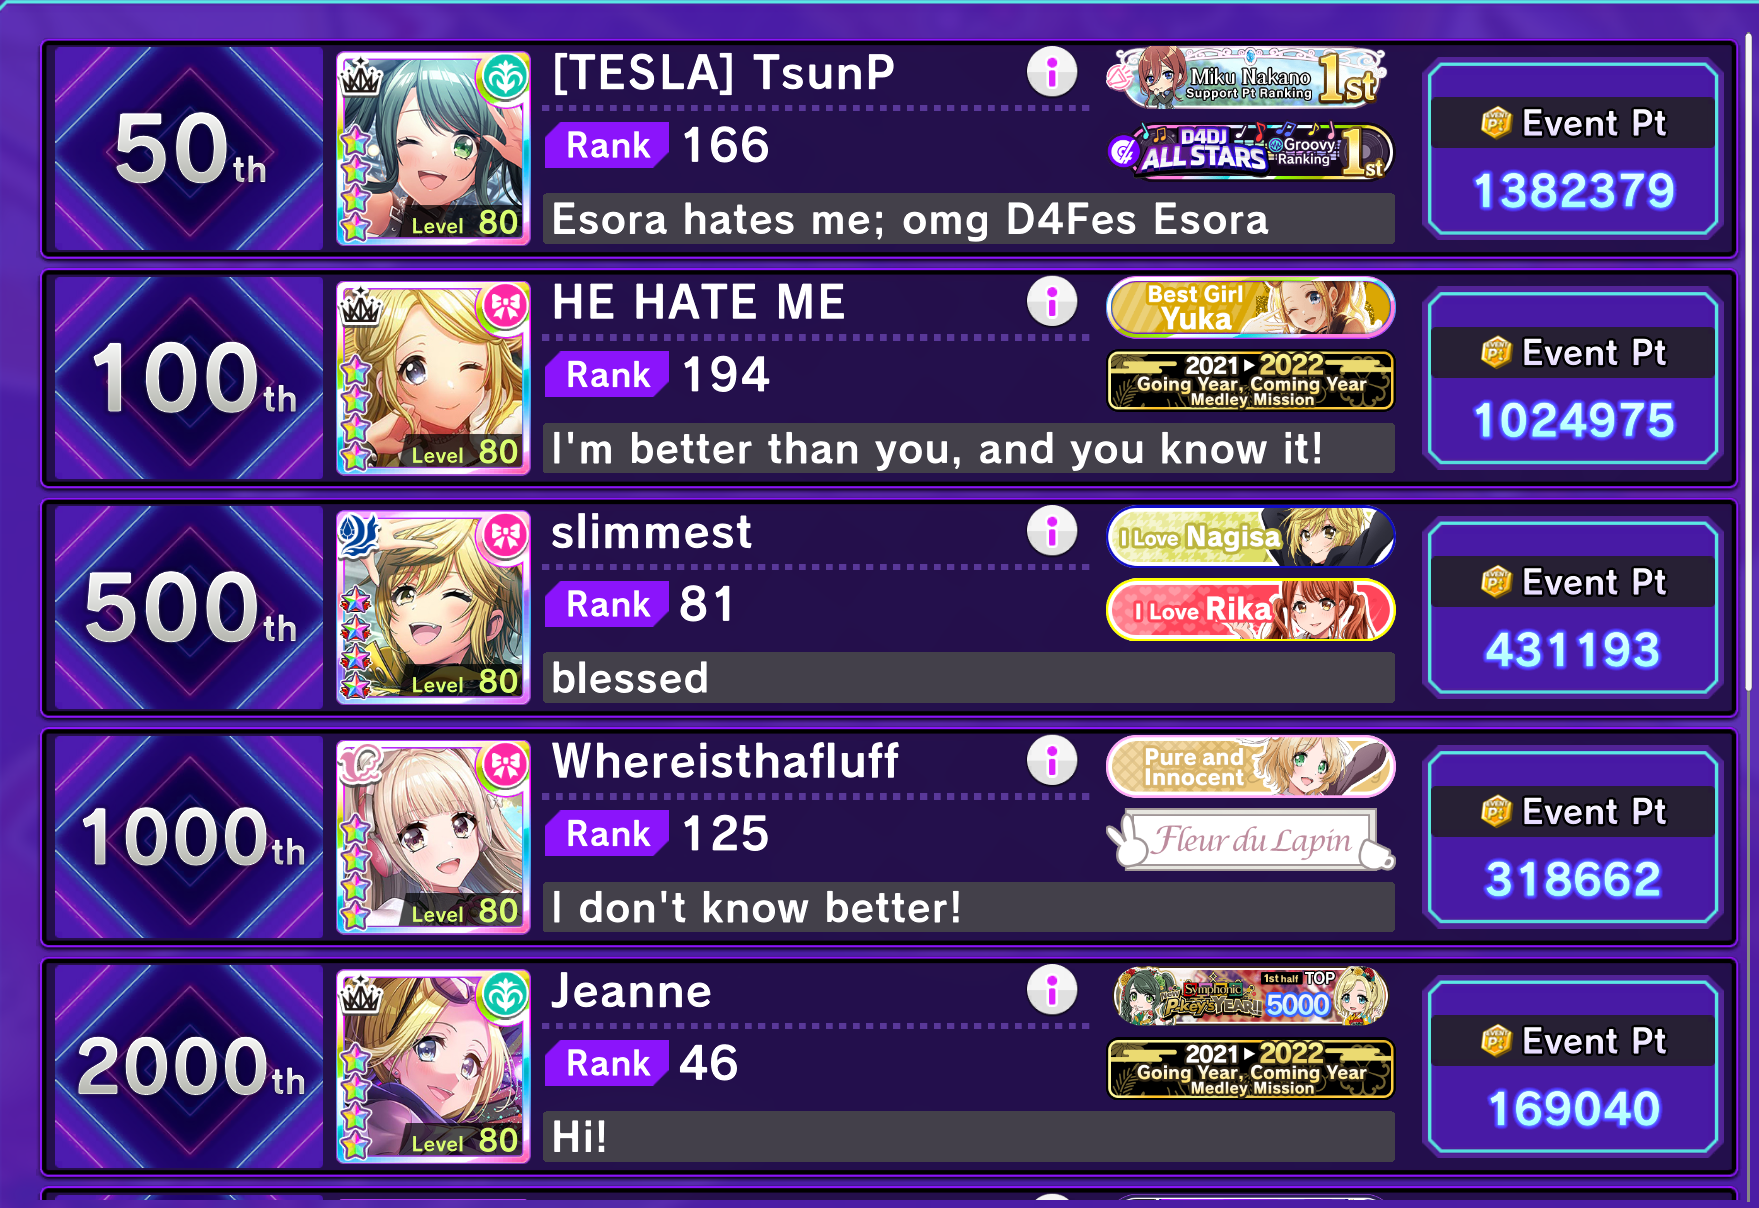 50th
[TESLA] TsunP
Miku Nakano
Support Pt Ranking
1st
Rank 166
D4DJ
ALL STARS
Groovy
Ranking
1st
Esora hates me; omg D4Fes Esora
Level 80
Event Pt
1382379
100th
HE HATE ME
Best Girl
Yuka
Rank 194
2021▶2022
Going Year, Coming Year
Medley Mission
I'm better than you, and you know it!
Level 80
Event Pt
1024975
500th
slimmest
I Love Nagisa
Rank 81
I Love Rika
blessed
Level 80
Event Pt
431193
1000th
Whereisthafluff
Pure and
Innocent
Rank 125
Fleur du Lapin
I don't know better!
Level 80
Event Pt
318662
2000th
Jeanne
1st half TOP
Symphonic
5000
Rank 46
2021▶2022
Going Year, Coming Year
Medley Mission
Hi!
Level 80
Event Pt
169040